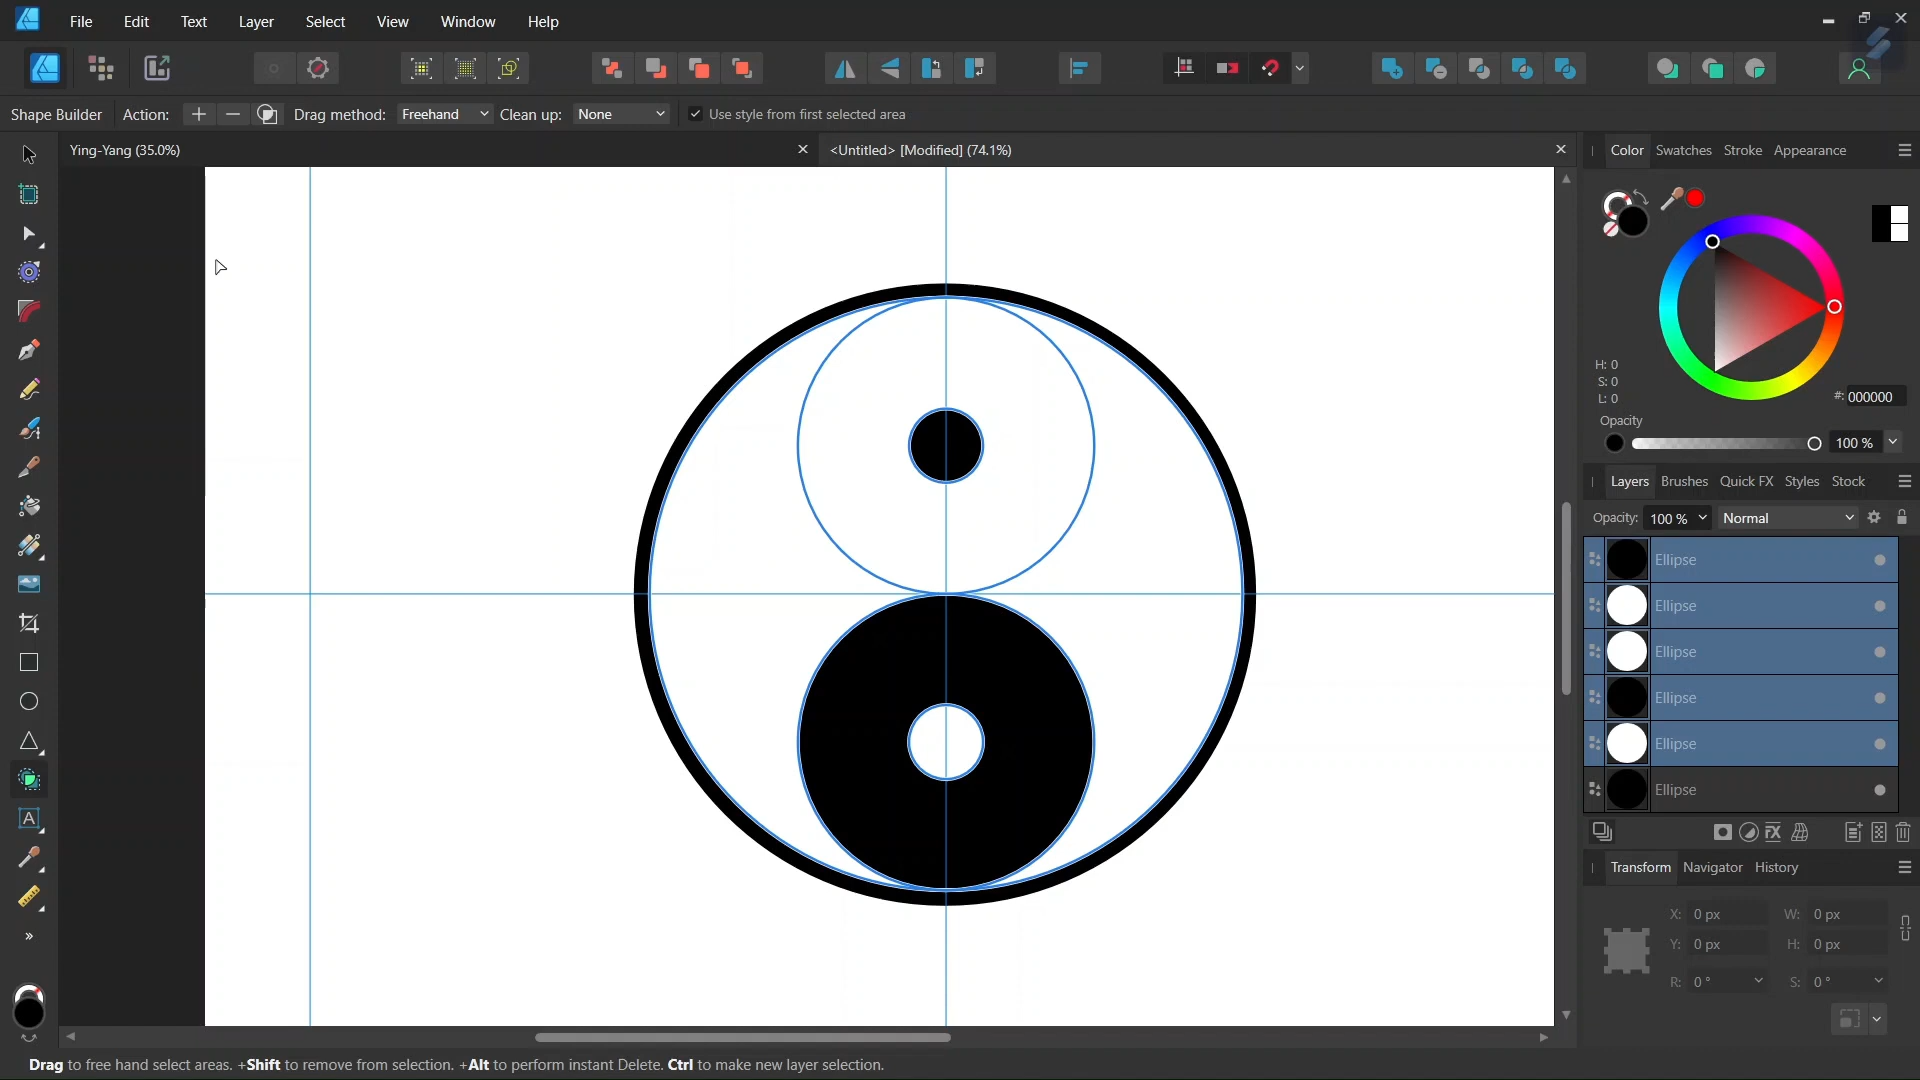 File Edit Text Layer Select View Window Help
Shape Builder Action: Drag method: Freehand Clean up: None Use style from first selected area
Ying-Yang (35.0%) <Untitled> [Modified] (74.1%)
Color Swatches Stroke Appearance
H: 0
S: 0
L: 0
#: 000000
Opacity
100 %
Layers Brushes Quick FX Styles Stock
Opacity: 100 % Normal
Ellipse
Ellipse
Ellipse
Ellipse
Ellipse
Ellipse
Transform Navigator History
X: 0 px W: 0 px
Y: 0 px H: 0 px
R: 0 ° S: 0 °
Drag to free hand select areas. +Shift to remove from selection. +Alt to perform instant Delete. Ctrl to make new layer selection.